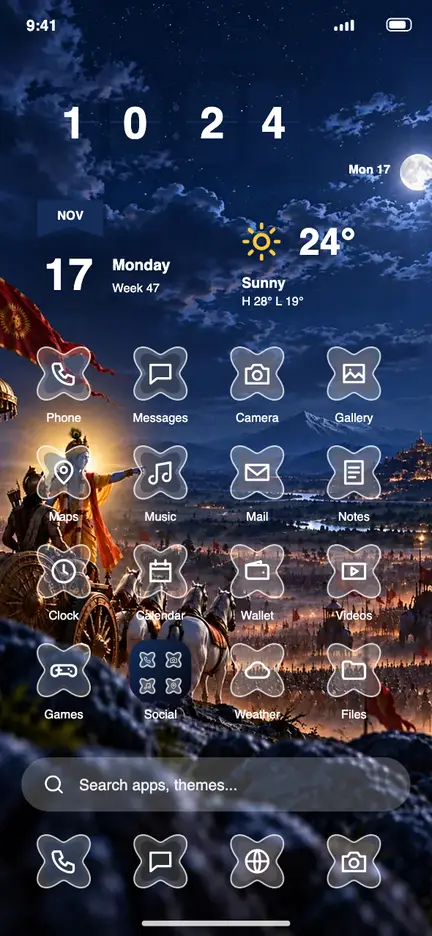 9:41
1 0 2 4
Mon 17
NOV
17
Monday
Week 47
24°
Sunny
H 28° L 19°
Phone Messages Camera Gallery
Maps Music Mail Notes
Clock Calendar Wallet Videos
Games Social Weather Files
Search apps, themes...